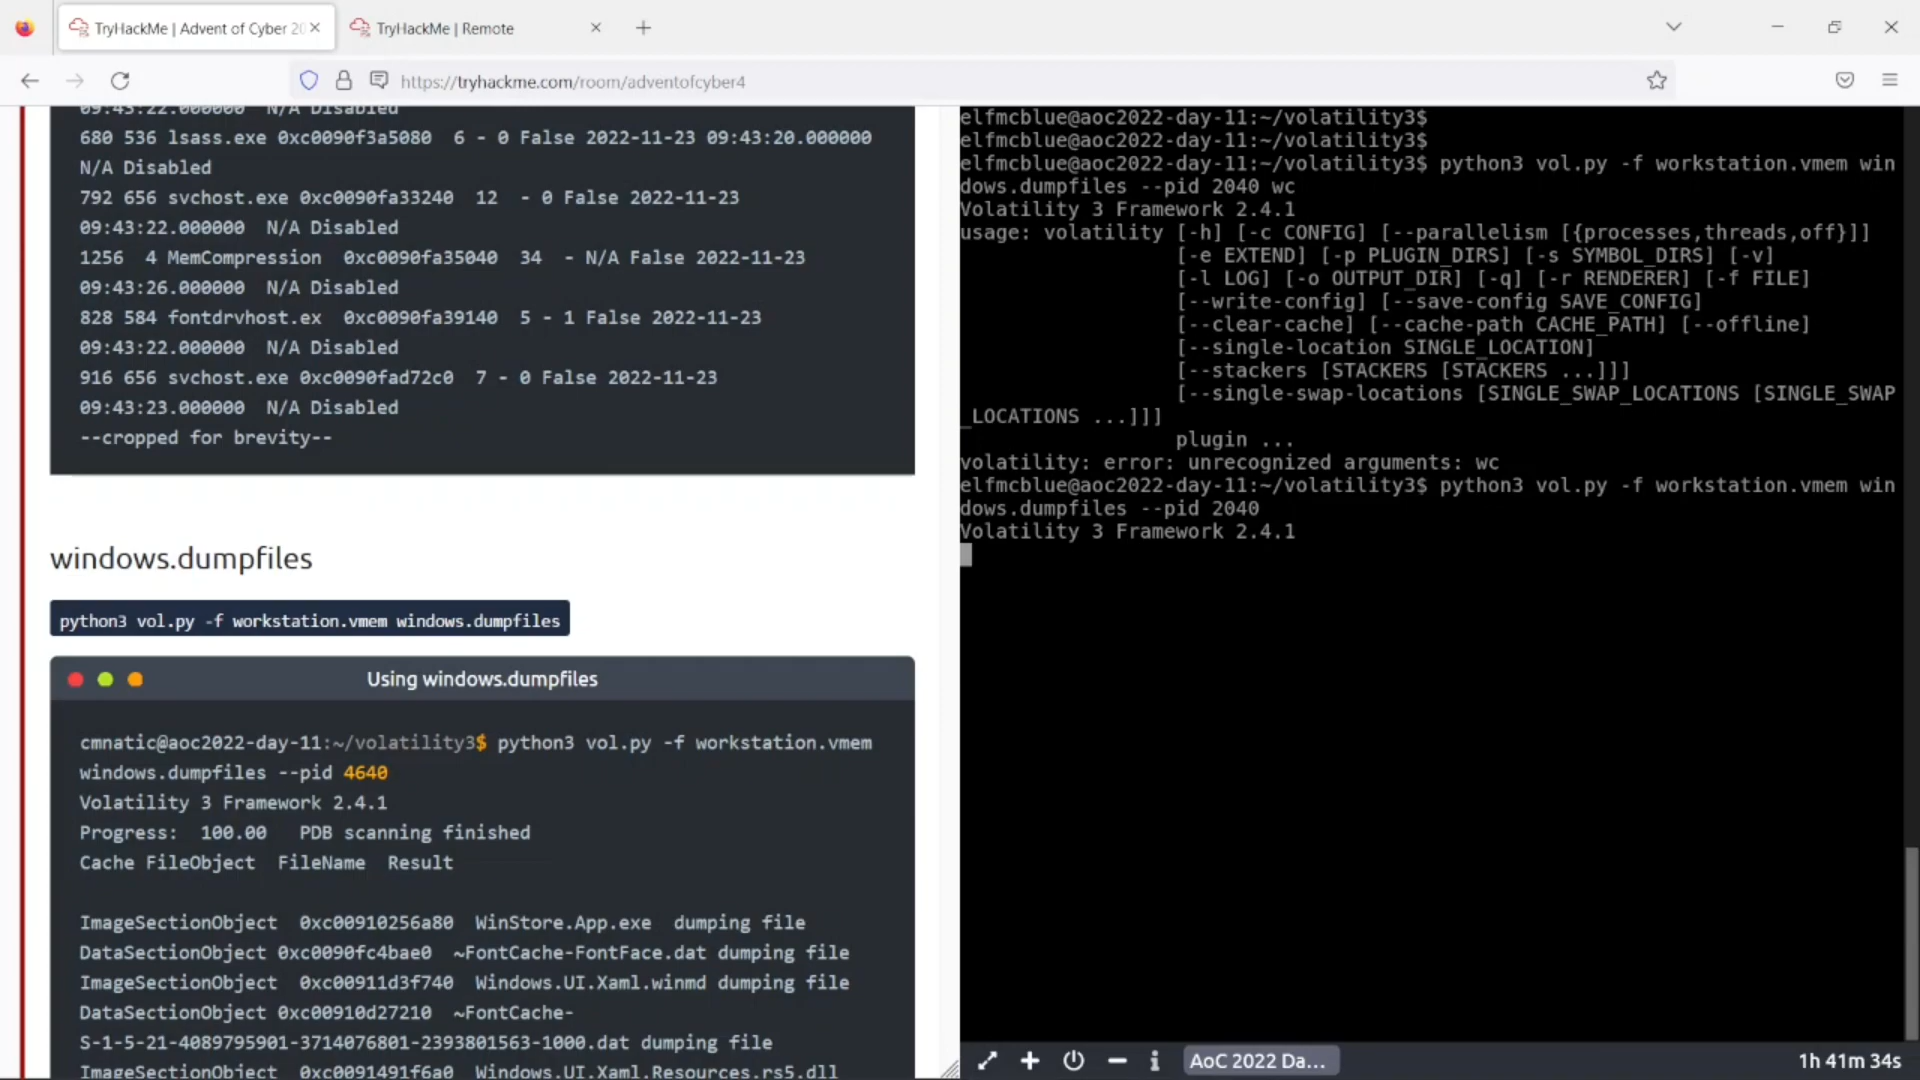 TryHackMe | Advent of Cyber 20
TryHackMe | Remote
https://tryhackme.com/room/adventofcyber4
09:43:22.000000  N/A Disabled
680 536 lsass.exe 0xc0090f3a5080  6 - 0 False 2022-11-23 09:43:20.000000
N/A Disabled
792 656 svchost.exe 0xc0090fa33240  12  - 0 False 2022-11-23
09:43:22.000000  N/A Disabled
1256  4 MemCompression  0xc0090fa35040  34  - N/A False 2022-11-23
09:43:26.000000  N/A Disabled
828 584 fontdrvhost.ex  0xc0090fa39140  5 - 1 False 2022-11-23
09:43:22.000000  N/A Disabled
916 656 svchost.exe 0xc0090fad72c0  7 - 0 False 2022-11-23
09:43:23.000000  N/A Disabled
--cropped for brevity--
windows.dumpfiles
python3 vol.py -f workstation.vmem windows.dumpfiles
Using windows.dumpfiles
cmnatic@aoc2022-day-11:~/volatility3$ python3 vol.py -f workstation.vmem
windows.dumpfiles --pid 4640
Volatility 3 Framework 2.4.1
Progress:  100.00   PDB scanning finished
Cache FileObject  FileName  Result
ImageSectionObject  0xc00910256a80  WinStore.App.exe  dumping file
DataSectionObject 0xc0090fc4bae0  ~FontCache-FontFace.dat dumping file
ImageSectionObject  0xc00911d3f740  Windows.UI.Xaml.winmd dumping file
DataSectionObject 0xc00910d27210  ~FontCache-
S-1-5-21-4089795901-3714076801-2393801563-1000.dat dumping file
ImageSectionObject  0xc0091491f6a0  Windows.UI.Xaml.Resources.rs5.dll
elfmcblue@aoc2022-day-11:~/volatility3$
elfmcblue@aoc2022-day-11:~/volatility3$
elfmcblue@aoc2022-day-11:~/volatility3$ python3 vol.py -f workstation.vmem win
dows.dumpfiles --pid 2040 wc
Volatility 3 Framework 2.4.1
usage: volatility [-h] [-c CONFIG] [--parallelism [{processes,threads,off}]]
[-e EXTEND] [-p PLUGIN_DIRS] [-s SYMBOL_DIRS] [-v]
[-l LOG] [-o OUTPUT_DIR] [-q] [-r RENDERER] [-f FILE]
[--write-config] [--save-config SAVE_CONFIG]
[--clear-cache] [--cache-path CACHE_PATH] [--offline]
[--single-location SINGLE_LOCATION]
[--stackers [STACKERS [STACKERS ...]]]
[--single-swap-locations [SINGLE_SWAP_LOCATIONS [SINGLE_SWAP
_LOCATIONS ...]]]
plugin ...
volatility: error: unrecognized arguments: wc
elfmcblue@aoc2022-day-11:~/volatility3$ python3 vol.py -f workstation.vmem win
dows.dumpfiles --pid 2040
Volatility 3 Framework 2.4.1
AoC 2022 Da...
1h 41m 34s